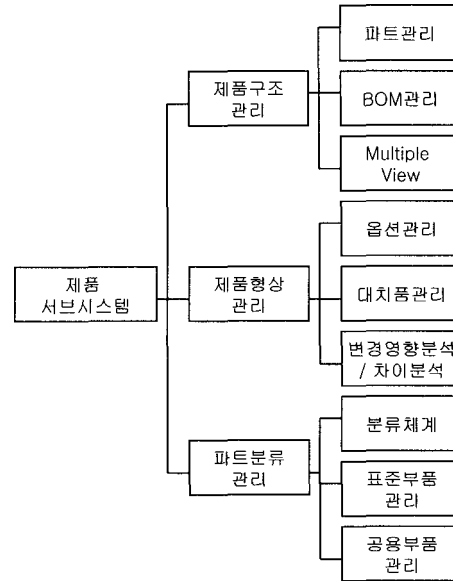 제품
서브시스템
제품구조
관리
파트관리
BOM관리
Multiple
View
제품형상
관리
옵션관리
대치품관리
변경영향분석
/ 차이분석
파트분류
관리
분류체계
표준부품
관리
공용부품
관리